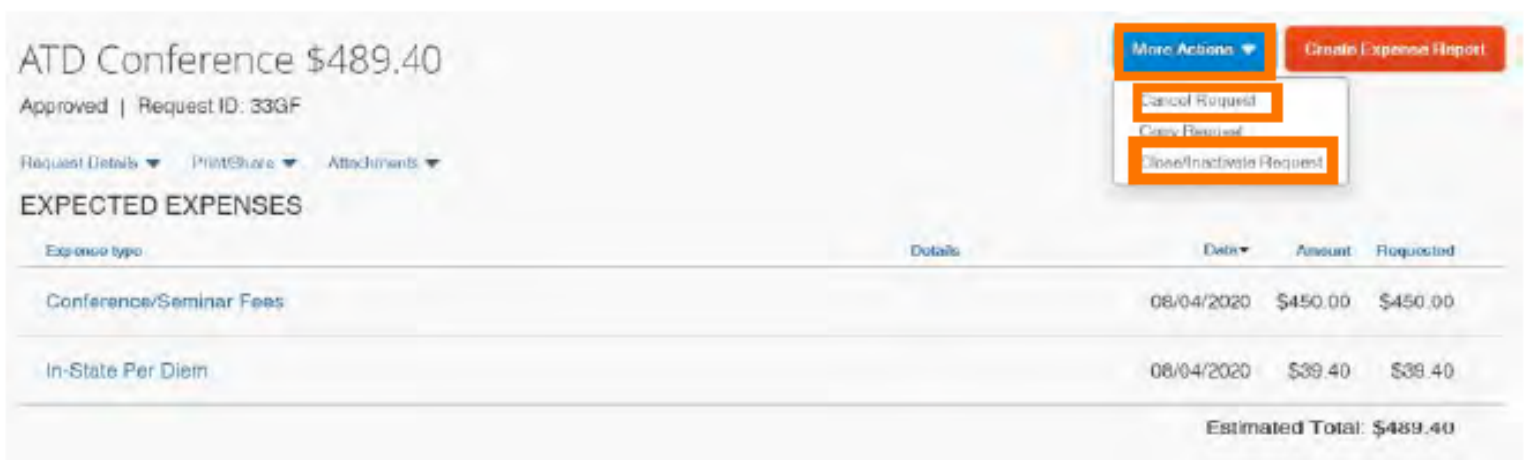 ATD Conference $489.40
More Actions
Create Expense Report
Approved | Request ID: 33GF
Cancel Request
Copy Request
Close/Inactivate Request
Request Details Print/Share Attachments
EXPECTED EXPENSES
Expense type Details Date Amount Requested
Conference/Seminar Fees 08/04/2020 $450.00 $450.00
In-State Per Diem 08/04/2020 $39.40 $39.40
Estimated Total: $489.40